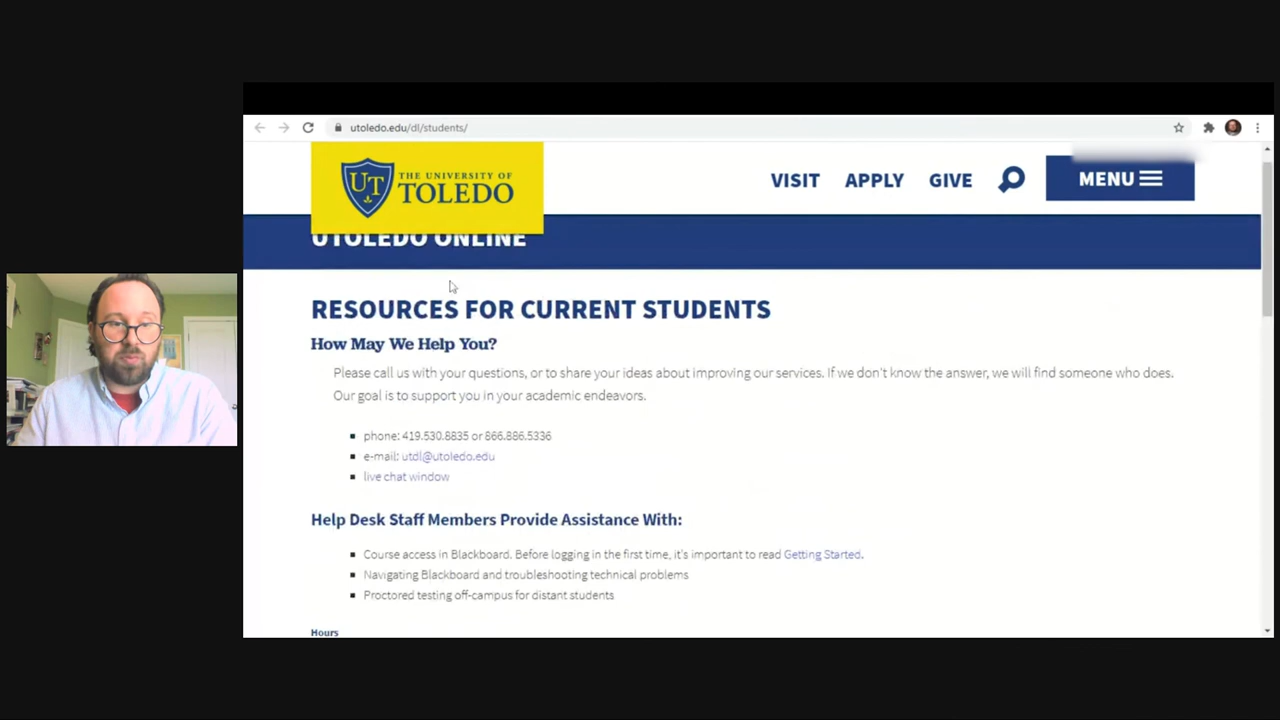 utoledo.edu/dl/students/
UT
THE UNIVERSITY OF
TOLEDO
VISIT APPLY GIVE MENU
UTOLEDO ONLINE
RESOURCES FOR CURRENT STUDENTS
How May We Help You?
Please call us with your questions, or to share your ideas about improving our services. If we don't know the answer, we will find someone who does.
Our goal is to support you in your academic endeavors.
▪ phone: 419.530.8835 or 866.886.5336
▪ e-mail: utdl@utoledo.edu
▪ live chat window
Help Desk Staff Members Provide Assistance With:
▪ Course access in Blackboard. Before logging in the first time, it's important to read Getting Started.
▪ Navigating Blackboard and troubleshooting technical problems
▪ Proctored testing off-campus for distant students
Hours